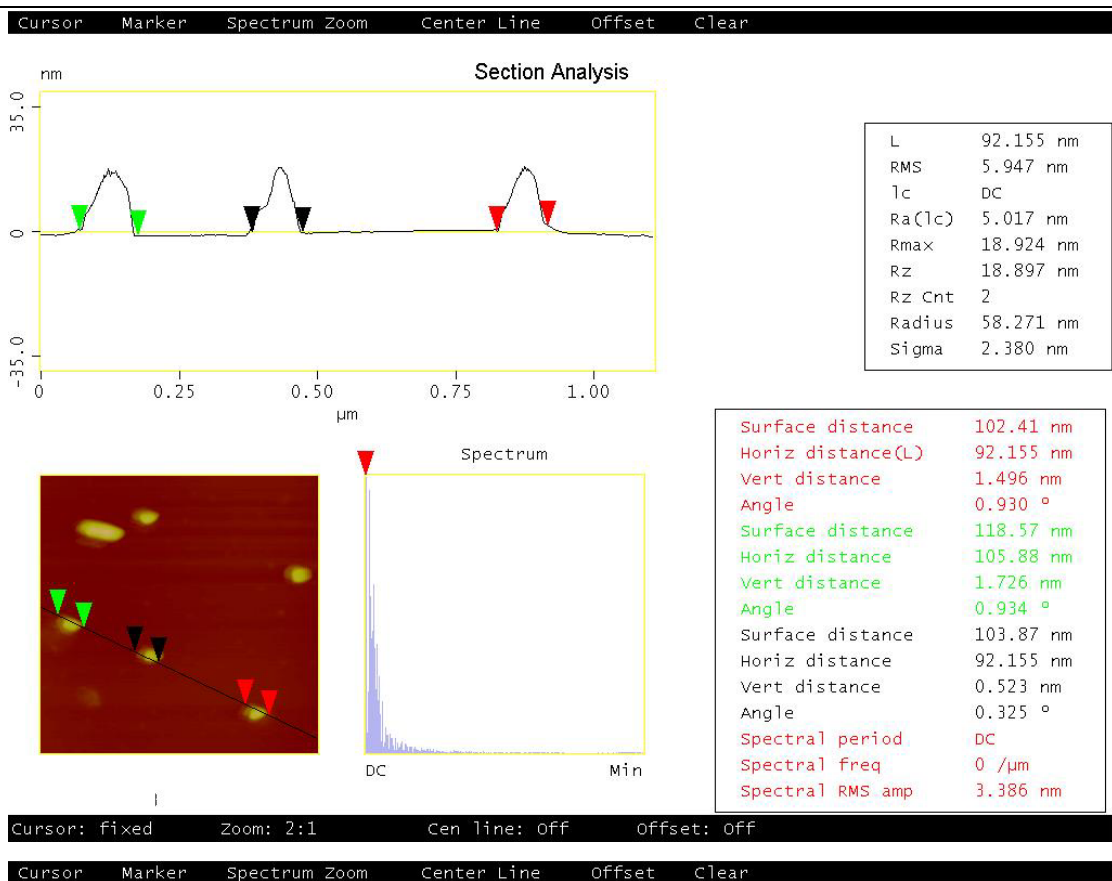 Cursor Marker Spectrum Zoom Center Line Offset Clear
Section Analysis
nm
35.0
0
-35.0
0 0.25 0.50 0.75 1.00
µm
L 92.155 nm
RMS 5.947 nm
lc DC
Ra(lc) 5.017 nm
Rmax 18.924 nm
Rz 18.897 nm
Rz Cnt 2
Radius 58.271 nm
Sigma 2.380 nm
Spectrum
DC Min
Surface distance 102.41 nm
Horiz distance(L) 92.155 nm
Vert distance 1.496 nm
Angle 0.930 °
Surface distance 118.57 nm
Horiz distance 105.88 nm
Vert distance 1.726 nm
Angle 0.934 °
Surface distance 103.87 nm
Horiz distance 92.155 nm
Vert distance 0.523 nm
Angle 0.325 °
Spectral period DC
Spectral freq 0 /µm
Spectral RMS amp 3.386 nm
Cursor: fixed Zoom: 2:1 Cen line: Off Offset: Off
Cursor Marker Spectrum Zoom Center Line Offset Clear